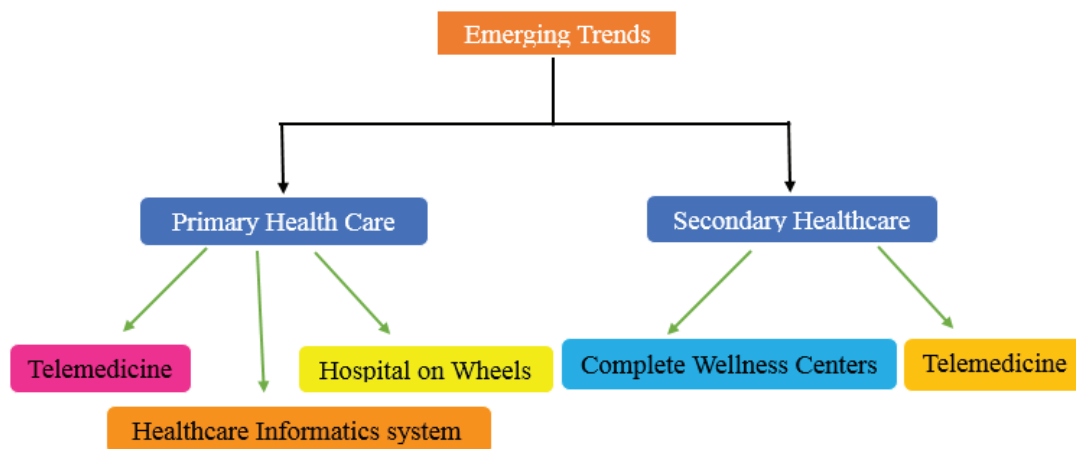 Emerging Trends
Primary Health Care
Secondary Healthcare
Telemedicine
Hospital on Wheels
Complete Wellness Centers
Telemedicine
Healthcare Informatics system